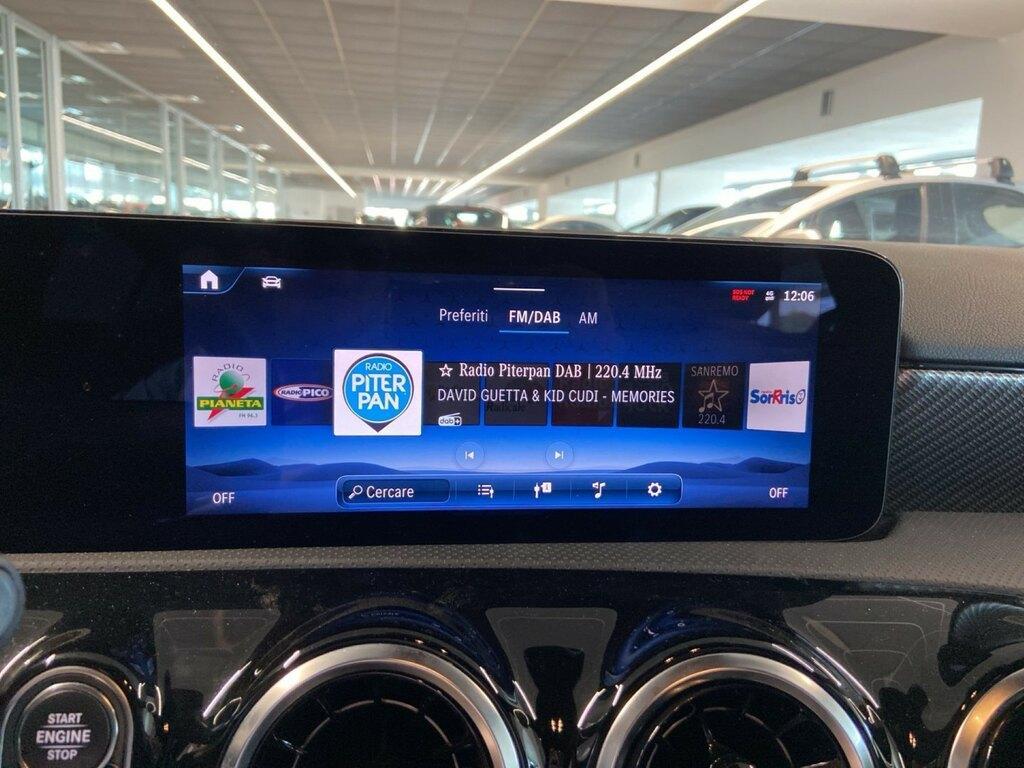 SOS NOT
READY
4G
12:06
Preferiti FM/DAB AM
RADIO
PIANETA
FM 96.3
RADIO PICO
RADIO
PITER
PAN
☆ Radio Piterpan DAB | 220.4 MHz
DAVID GUETTA & KID CUDI - MEMORIES
dab+
SANREMO
220.4
SorRriso
OFF
Cercare
OFF
START
ENGINE
STOP